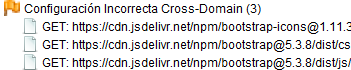 Configuración Incorrecta Cross-Domain (3)
GET: https://cdn.jsdelivr.net/npm/bootstrap-icons@1.11.3
GET: https://cdn.jsdelivr.net/npm/bootstrap@5.3.8/dist/cs
GET: https://cdn.jsdelivr.net/npm/bootstrap@5.3.8/dist/js/